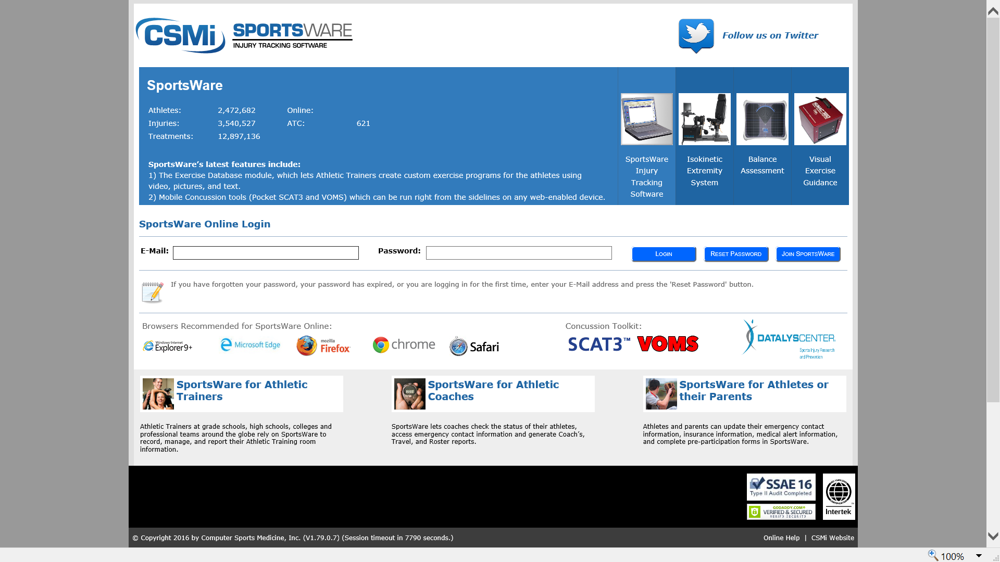 CSMi SPORTSWARE
INJURY TRACKING SOFTWARE
Follow us on Twitter
SportsWare
Athletes: 2,472,682 Online:
Injuries: 3,540,527 ATC: 621
Treatments: 12,897,136
SportsWare's latest features include:
1) The Exercise Database module, which lets Athletic Trainers create custom exercise programs for the athletes using
video, pictures, and text.
2) Mobile Concussion tools (Pocket SCAT3 and VOMS) which can be run right from the sidelines on any web-enabled device.
SportsWare
Injury
Tracking
Software
Isokinetic
Extremity
System
Balance
Assessment
HUMAC360
Visual
Exercise
Guidance
SportsWare Online Login
E-Mail: Password: LOGIN RESET PASSWORD JOIN SPORTSWARE
If you have forgotten your password, your password has expired, or you are logging in for the first time, enter your E-Mail address and press the 'Reset Password' button.
Browsers Recommended for SportsWare Online:
Windows Internet
Explorer9+
Microsoft Edge
mozilla
Firefox
chrome
Safari
Concussion Toolkit:
SCAT3™ VOMS
DATALYSCENTER
Sports Injury Research
and Prevention
SportsWare for Athletic
Trainers
Athletic Trainers at grade schools, high schools, colleges and
professional teams around the globe rely on SportsWare to
record, manage, and report their Athletic Training room
information.
SportsWare for Athletic
Coaches
SportsWare lets coaches check the status of their athletes,
access emergency contact information and generate Coach's,
Travel, and Roster reports.
SportsWare for Athletes or
their Parents
Athletes and parents can update their emergency contact
information, insurance information, medical alert information,
and complete pre-participation forms in SportsWare.
SSAE 16
Type II Audit Completed
GODADDY.COM®
VERIFIED & SECURED
VERIFY SECURITY
Intertek
© Copyright 2016 by Computer Sports Medicine, Inc. (V1.79.0.7) (Session timeout in 7790 seconds.)
Online Help | CSMi Website
100%